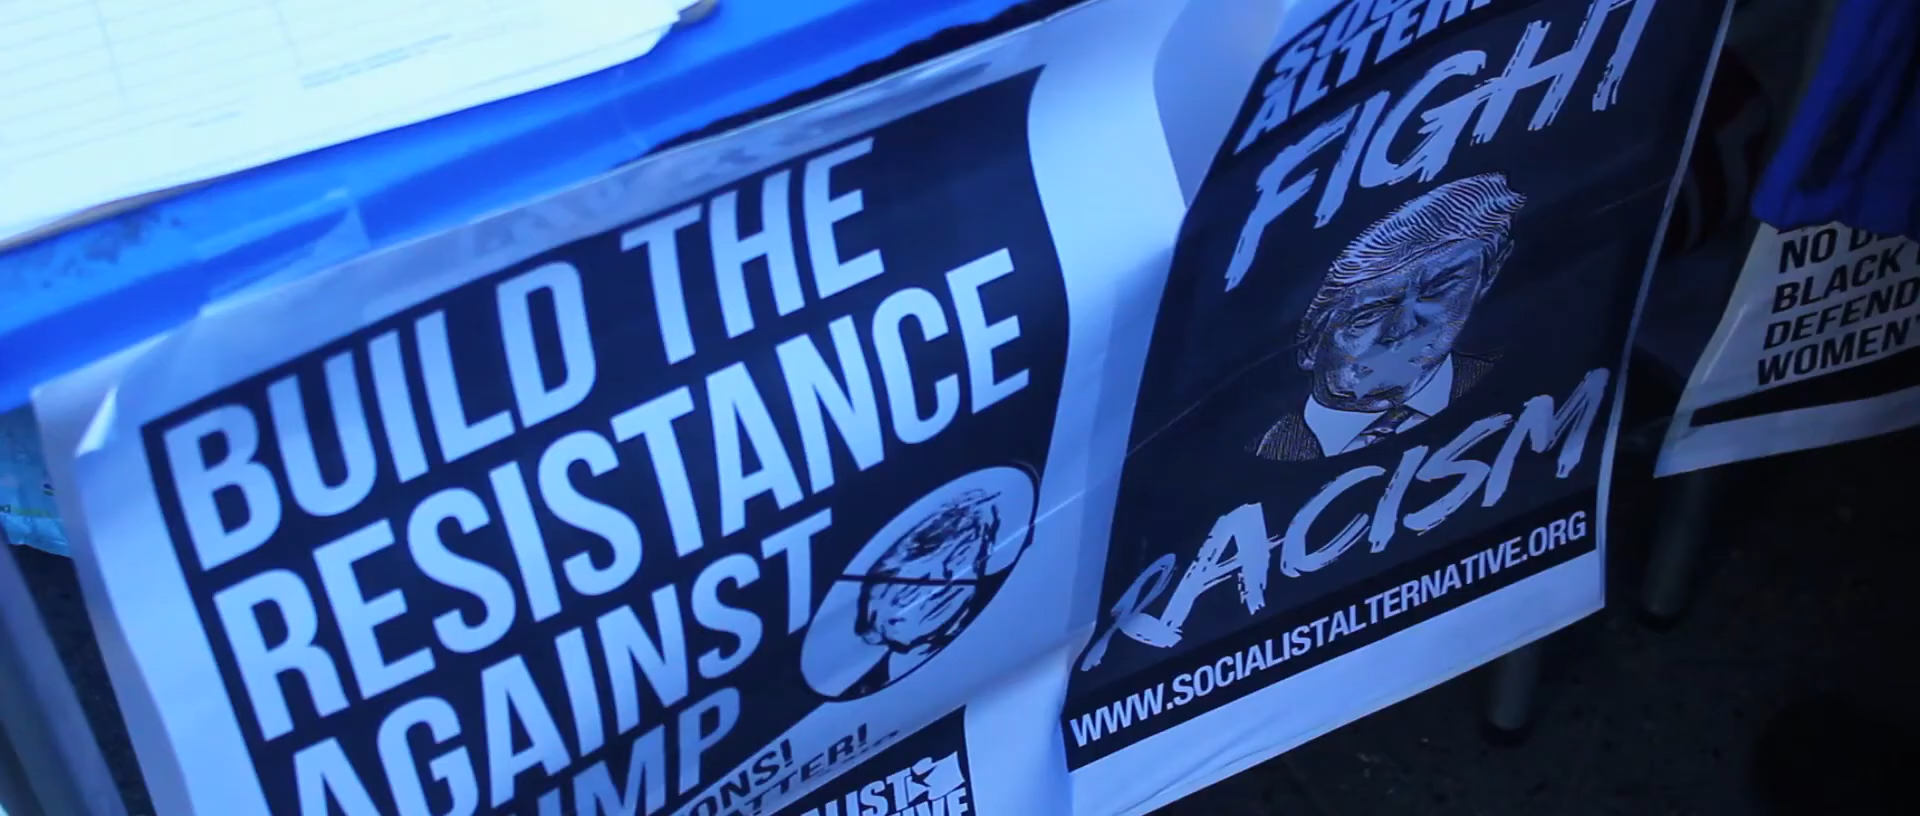 BUILD THE
RESISTANCE
AGAINST
FIGHT
RACISM
WWW.SOCIALISTALTERNATIVE.ORG
NO
BLACK
DEFEND
WOMEN'